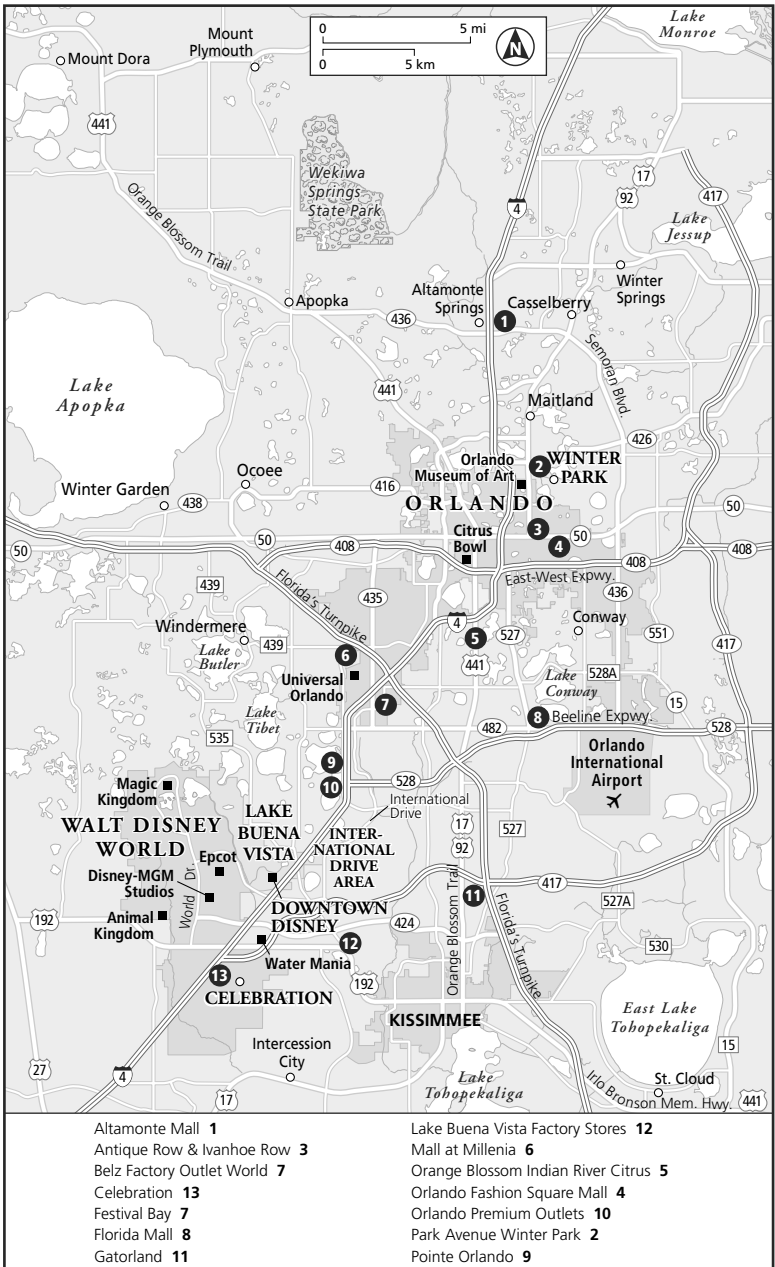 Lake
Monroe
0 5 mi
0 5 km
N
Mount
Plymouth
Mount Dora
441
Wekiwa
Springs
State Park
Orange Blossom Trail
4
17
92
417
Lake
Jessup
Altamonte
Springs
Casselberry
Winter
Springs
Apopka
436
1
Semoran Blvd.
Lake
Apopka
441
Maitland
426
Orlando
Museum of Art
2
WINTER
PARK
Ocoee
416
Winter Garden
438
ORLANDO
50
3
50
4
Citrus
Bowl
50
50
408
408
408
East-West Expwy.
Florida's Turnpike
439
435
436
4
Windermere
439
Lake
Butler
5
527
Conway
551
417
441
6
Universal
Orlando
Lake
Conway
528A
7
15
Lake
Tibet
8
Beeline Expwy.
482
528
535
Orlando
International
Airport
9
10
528
Magic
Kingdom
International
Drive
WALT DISNEY
WORLD
LAKE
BUENA
VISTA
INTER-
NATIONAL
DRIVE
AREA
17
92
527
Epcot
Disney-MGM
Studios
World Dr.
417
11
Orange Blossom Trail
Florida's Turnpike
527A
192
Animal
Kingdom
DOWNTOWN
DISNEY
424
12
530
Water Mania
13
CELEBRATION
192
KISSIMMEE
East Lake
Tohopekaliga
Intercession
City
15
27
4
17
Lake
Tohopekaliga
St. Cloud
Irlo Bronson Mem. Hwy.
441
Altamonte Mall 1
Antique Row & Ivanhoe Row 3
Belz Factory Outlet World 7
Celebration 13
Festival Bay 7
Florida Mall 8
Gatorland 11
Lake Buena Vista Factory Stores 12
Mall at Millenia 6
Orange Blossom Indian River Citrus 5
Orlando Fashion Square Mall 4
Orlando Premium Outlets 10
Park Avenue Winter Park 2
Pointe Orlando 9